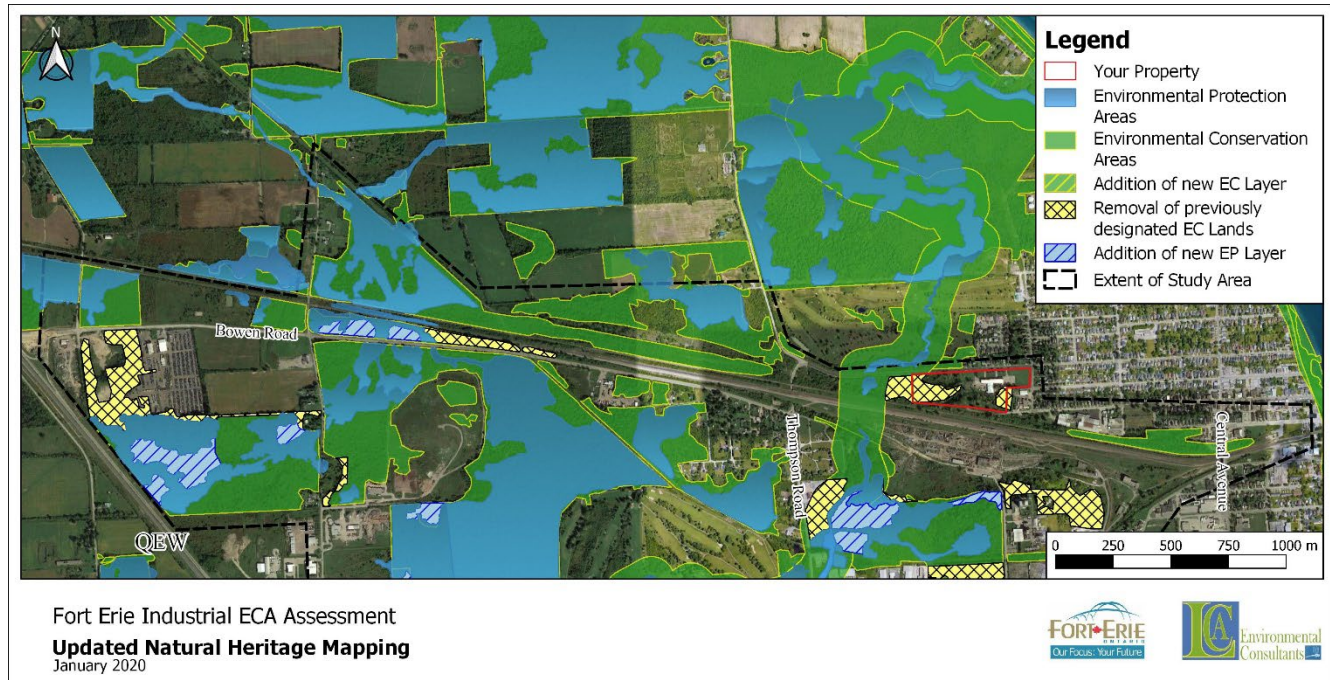 N
Legend
Your Property
Environmental Protection
Areas
Environmental Conservation
Areas
Addition of new EC Layer
Removal of previously
designated EC Lands
Addition of new EP Layer
Extent of Study Area
Bowen Road
Thompson Road
Central Avenue
QEW
0 250 500 750 1000 m
Fort Erie Industrial ECA Assessment
Updated Natural Heritage Mapping
January 2020
FORT ERIE
ONTARIO
Our Focus: Your Future
LCA
Environmental
Consultants